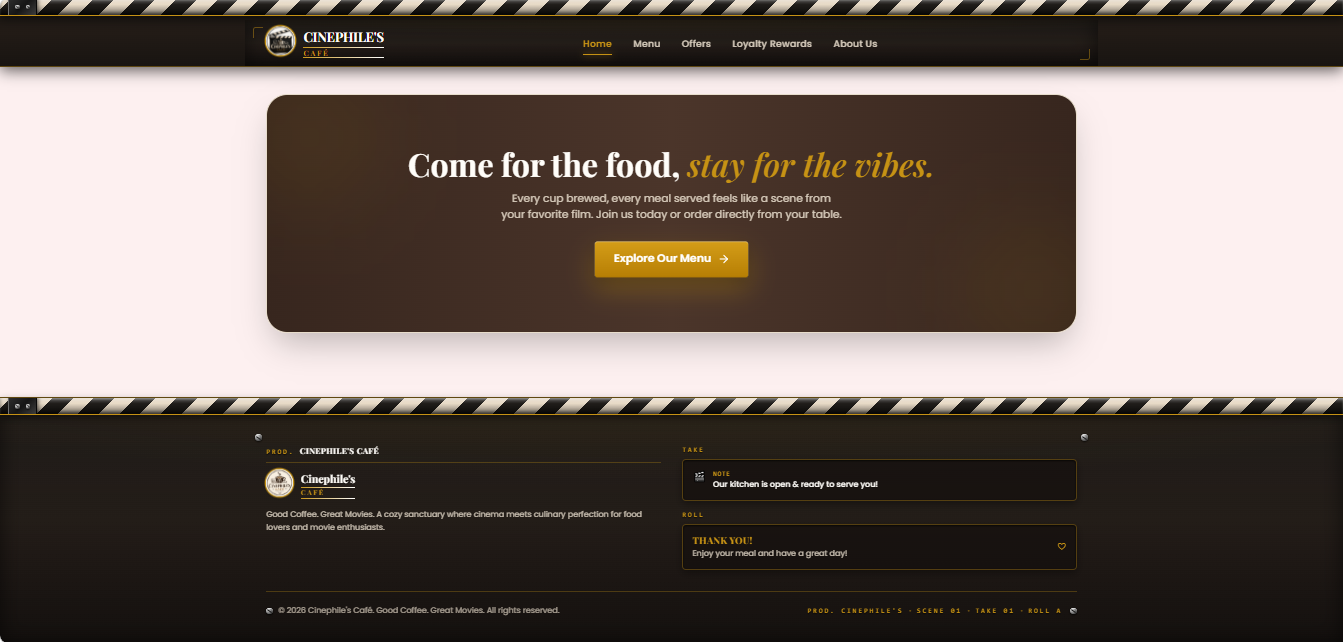 CINEPHILE'S
CAFÉ
Home Menu Offers Loyalty Rewards About Us
Come for the food, stay for the vibes.
Every cup brewed, every meal served feels like a scene from
your favorite film. Join us today or order directly from your table.
Explore Our Menu →
PROD. CINEPHILE'S CAFÉ
Cinephile's
CAFÉ
Good Coffee. Great Movies. A cozy sanctuary where cinema meets culinary perfection for food
lovers and movie enthusiasts.
TAKE
NOTE
Our kitchen is open & ready to serve you!
ROLL
THANK YOU!
Enjoy your meal and have a great day!
© 2026 Cinephile's Café. Good Coffee. Great Movies. All rights reserved.
PROD. CINEPHILE'S · SCENE 01 · TAKE 01 · ROLL A